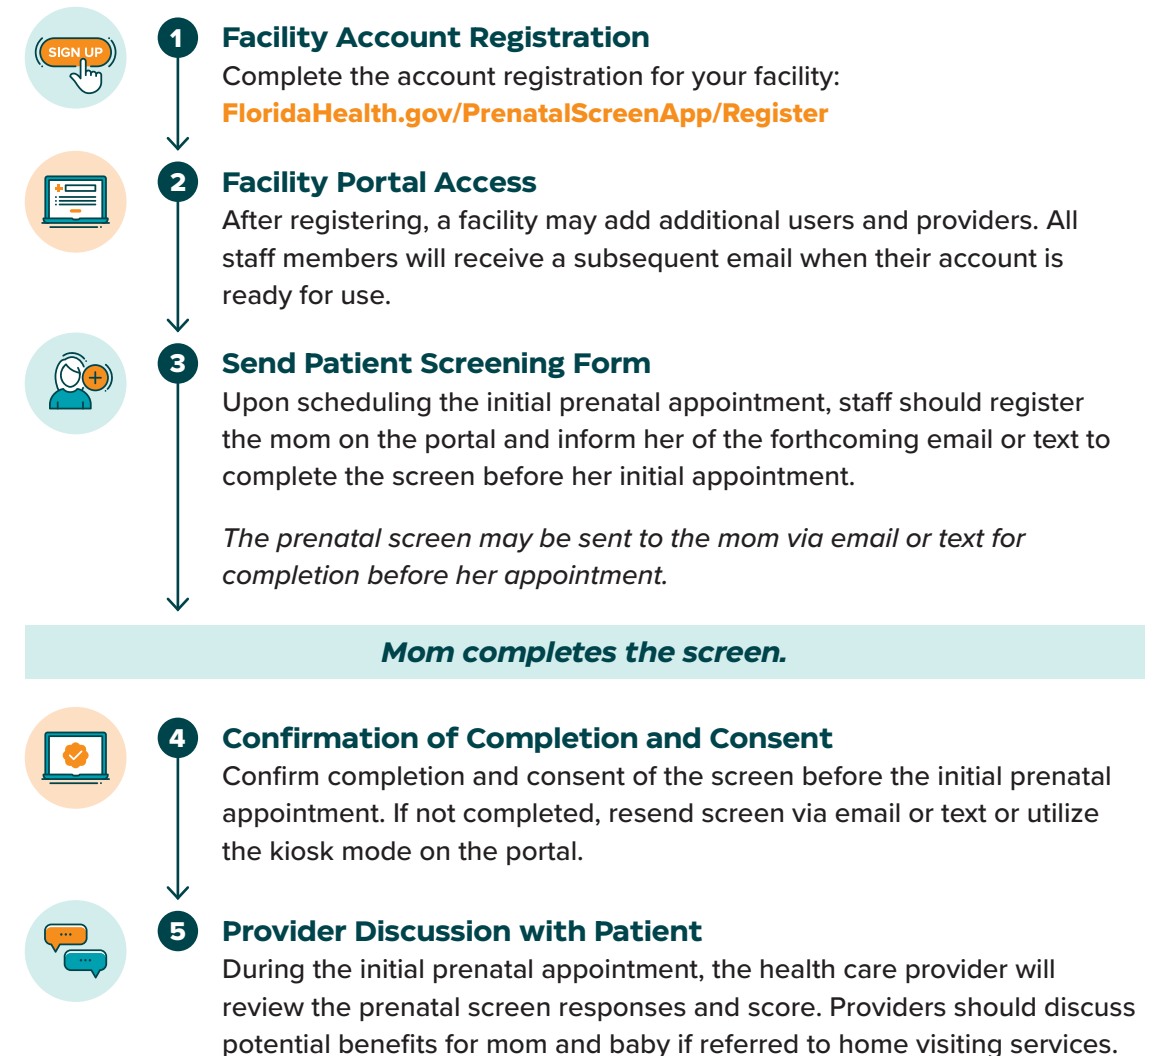 SIGN UP
1 Facility Account Registration
Complete the account registration for your facility:
FloridaHealth.gov/PrenatalScreenApp/Register
2 Facility Portal Access
After registering, a facility may add additional users and providers. All
staff members will receive a subsequent email when their account is
ready for use.
3 Send Patient Screening Form
Upon scheduling the initial prenatal appointment, staff should register
the mom on the portal and inform her of the forthcoming email or text to
complete the screen before her initial appointment.
The prenatal screen may be sent to the mom via email or text for
completion before her appointment.
Mom completes the screen.
4 Confirmation of Completion and Consent
Confirm completion and consent of the screen before the initial prenatal
appointment. If not completed, resend screen via email or text or utilize
the kiosk mode on the portal.
5 Provider Discussion with Patient
During the initial prenatal appointment, the health care provider will
review the prenatal screen responses and score. Providers should discuss
potential benefits for mom and baby if referred to home visiting services.